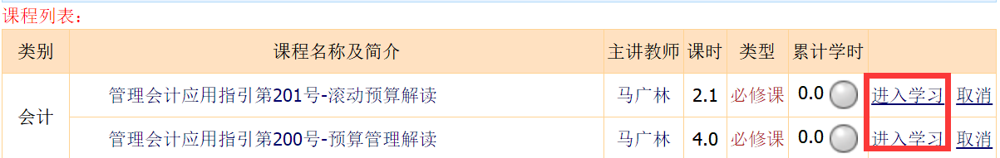 课程列表：
类别 课程名称及简介 主讲教师 课时 类型 累计学时
会计
管理会计应用指引第201号-滚动预算解读 马广林 2.1 必修课 0.0 进入学习 取消
管理会计应用指引第200号-预算管理解读 马广林 4.0 必修课 0.0 进入学习 取消